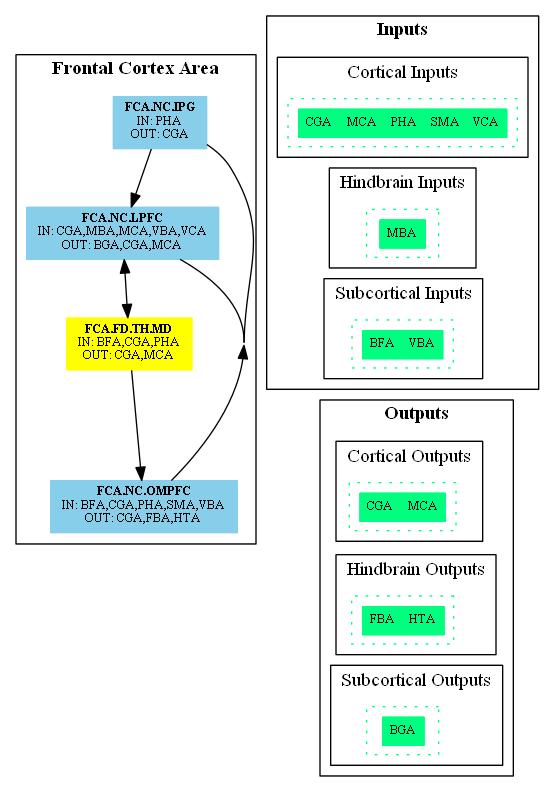 Frontal Cortex Area
FCA.NC.IPG
IN: PHA
OUT: CGA
FCA.NC.LPFC
IN: CGA,MBA,MCA,VBA,VCA
OUT: BGA,CGA,MCA
FCA.FD.TH.MD
IN: BFA,CGA,PHA
OUT: CGA,MCA
FCA.NC.OMPFC
IN: BFA,CGA,PHA,SMA,VBA
OUT: CGA,FBA,HTA
Inputs
Cortical Inputs
CGA MCA PHA SMA VCA
Hindbrain Inputs
MBA
Subcortical Inputs
BFA VBA
Outputs
Cortical Outputs
CGA MCA
Hindbrain Outputs
FBA HTA
Subcortical Outputs
BGA